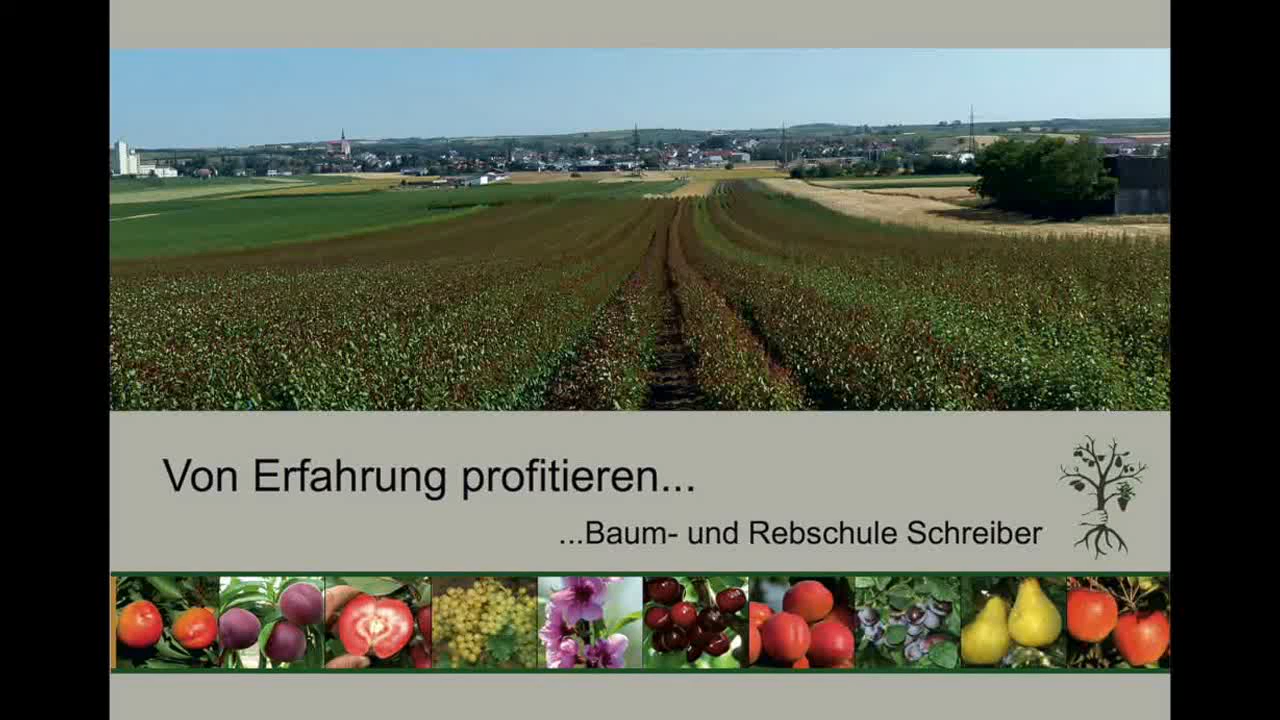 Von Erfahrung profitieren...
...Baum- und Rebschule Schreiber